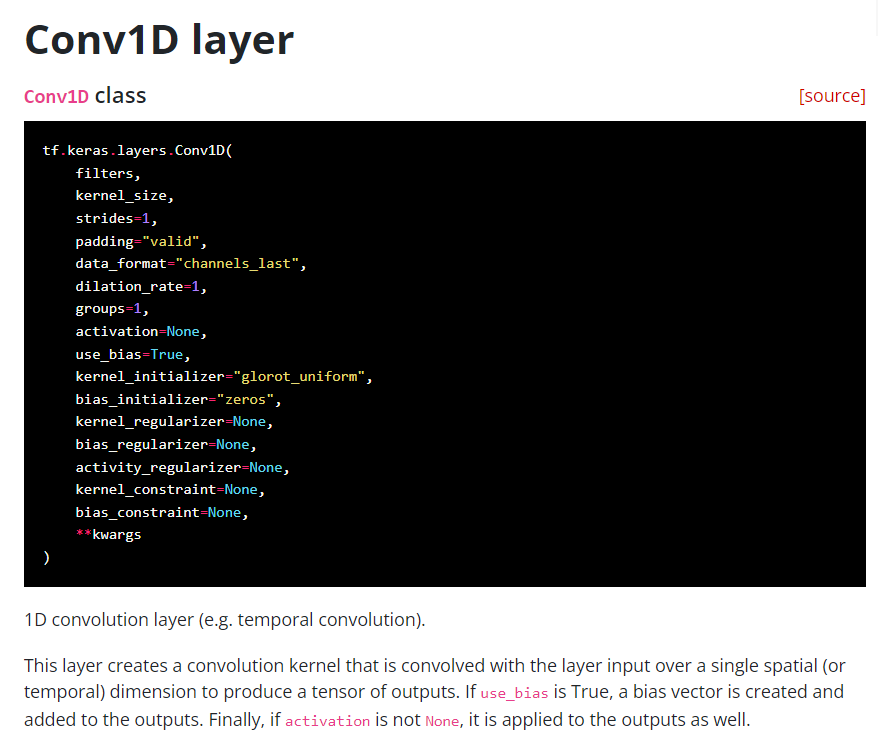 Conv1D layer
Conv1D class
[source]
tf.keras.layers.Conv1D(
    filters,
    kernel_size,
    strides=1,
    padding="valid",
    data_format="channels_last",
    dilation_rate=1,
    groups=1,
    activation=None,
    use_bias=True,
    kernel_initializer="glorot_uniform",
    bias_initializer="zeros",
    kernel_regularizer=None,
    bias_regularizer=None,
    activity_regularizer=None,
    kernel_constraint=None,
    bias_constraint=None,
    **kwargs
)
1D convolution layer (e.g. temporal convolution).
This layer creates a convolution kernel that is convolved with the layer input over a single spatial (or
temporal) dimension to produce a tensor of outputs. If use_bias is True, a bias vector is created and
added to the outputs. Finally, if activation is not None, it is applied to the outputs as well.